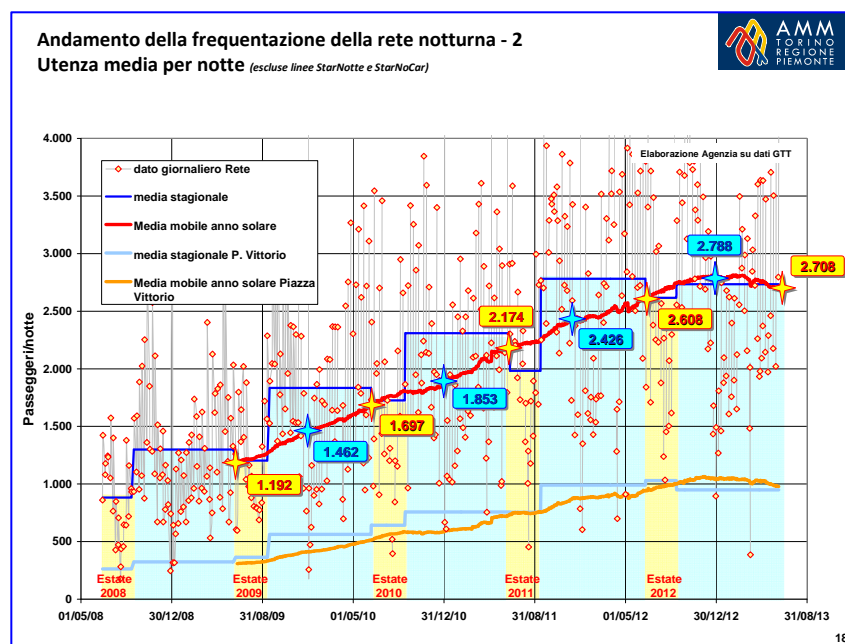 Andamento della frequentazione della rete notturna - 2
Utenza media per notte (escluse linee StarNotte e StarNoCar)
AMM
TORINO
REGIONE
PIEMONTE
4.000
3.500
3.000
2.500
2.000
1.500
1.000
500
0
Passeggeri/notte
dato giornaliero Rete
media stagionale
Media mobile anno solare
media stagionale P. Vittorio
Media mobile anno solare Piazza
Vittorio
Elaborazione Agenzia su dati GTT
2.788
2.708
2.174
2.608
2.426
1.853
1.697
1.462
1.192
Estate
2008
Estate
2009
Estate
2010
Estate
2011
Estate
2012
01/05/08
30/12/08
31/08/09
01/05/10
31/12/10
31/08/11
01/05/12
30/12/12
31/08/13
18